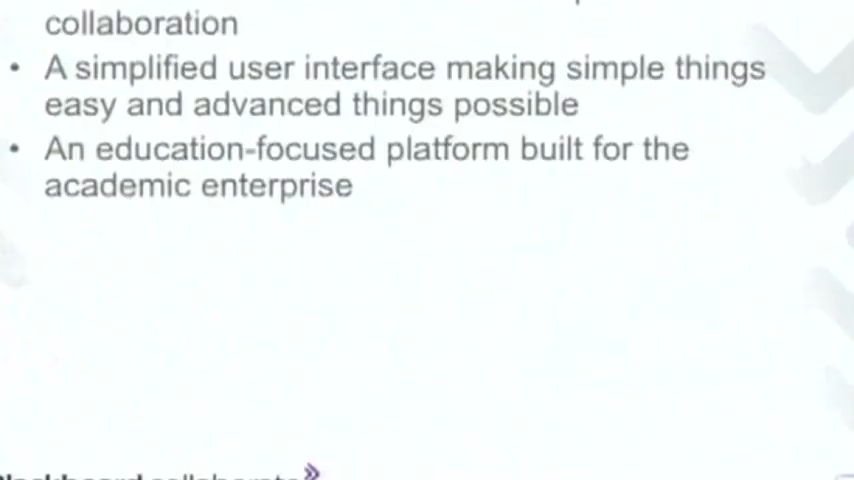 collaboration
• A simplified user interface making simple things
easy and advanced things possible
• An education-focused platform built for the
academic enterprise